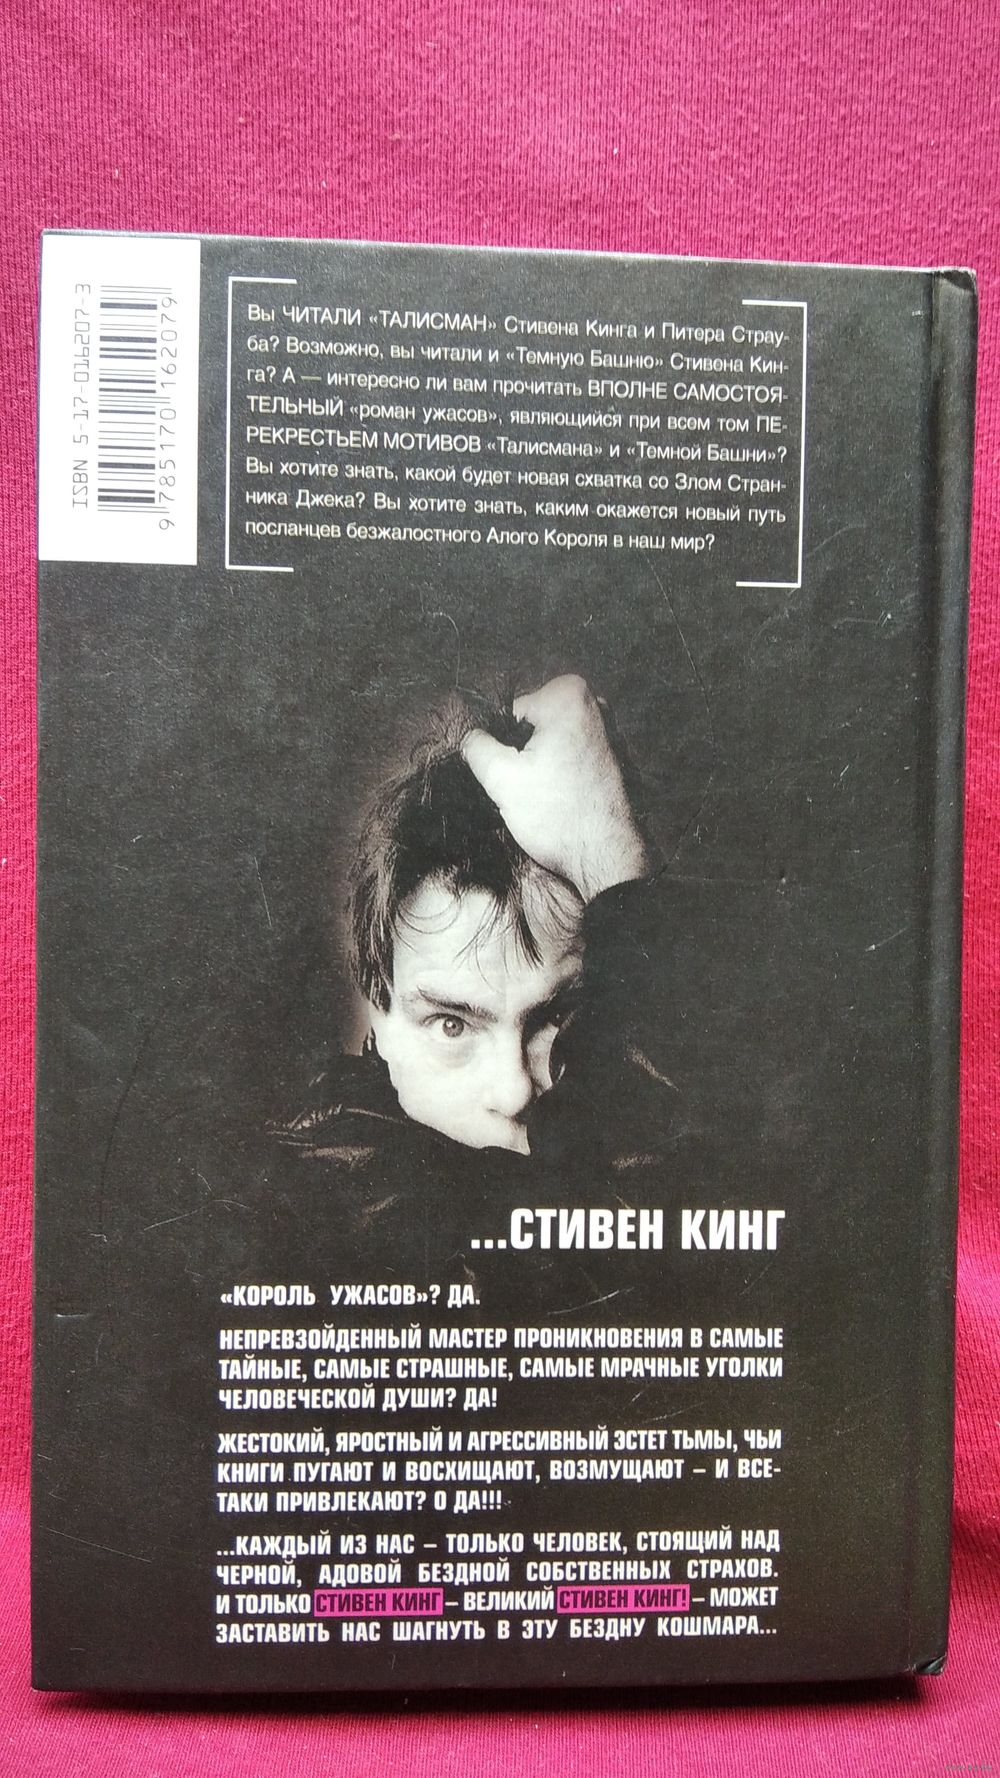 ISBN 5-17-016207-3
9 785170 162079
Вы ЧИТАЛИ «ТАЛИСМАН» Стивена Кинга и Питера Страу-
ба? Возможно, вы читали и «Темную Башню» Стивена Кин-
га? А — интересно ли вам прочитать ВПОЛНЕ САМОСТОЯ-
ТЕЛЬНЫЙ «роман ужасов», являющийся при всем том ПЕ-
РЕКРЕСТЬЕМ МОТИВОВ «Талисмана» и «Темной Башни»?
Вы хотите знать, какой будет новая схватка со Злом Стран-
ника Джека? Вы хотите знать, каким окажется новый путь
посланцев безжалостного Алого Короля в наш мир?
...СТИВЕН КИНГ
«КОРОЛЬ УЖАСОВ»? ДА.
НЕПРЕВЗОЙДЕННЫЙ МАСТЕР ПРОНИКНОВЕНИЯ В САМЫЕ
ТАЙНЫЕ, САМЫЕ СТРАШНЫЕ, САМЫЕ МРАЧНЫЕ УГОЛКИ
ЧЕЛОВЕЧЕСКОЙ ДУШИ? ДА!
ЖЕСТОКИЙ, ЯРОСТНЫЙ И АГРЕССИВНЫЙ ЭСТЕТ ТЬМЫ, ЧЬИ
КНИГИ ПУГАЮТ И ВОСХИЩАЮТ, ВОЗМУЩАЮТ – И ВСЕ-
ТАКИ ПРИВЛЕКАЮТ? О ДА!!!
...КАЖДЫЙ ИЗ НАС – ТОЛЬКО ЧЕЛОВЕК, СТОЯЩИЙ НАД
ЧЕРНОЙ, АДОВОЙ БЕЗДНОЙ СОБСТВЕННЫХ СТРАХОВ.
И ТОЛЬКО СТИВЕН КИНГ – ВЕЛИКИЙ СТИВЕН КИНГ! – МОЖЕТ
ЗАСТАВИТЬ НАС ШАГНУТЬ В ЭТУ БЕЗДНУ КОШМАРА...